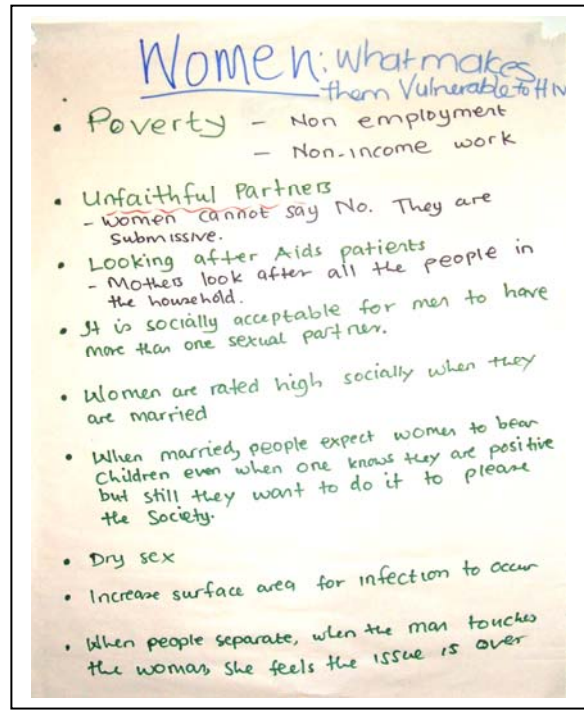 Women: what makes
them Vulnerable to HIV
• Poverty - Non employment
- Non-income work
• Unfaithful Partners
- Women cannot say No. They are
Submissive.
• Looking after Aids patients
- Mothers look after all the people in
the household.
• It is socially acceptable for men to have
more than one sexual partner.
• Women are rated high socially when they
are married
• When married, people expect women to bear
Children even when one knows they are positive
but still they want to do it to please
the Society.
• Dry sex
• Increase surface area for infection to occur
• When people separate, when the man touches
the woman, she feels the issue is over